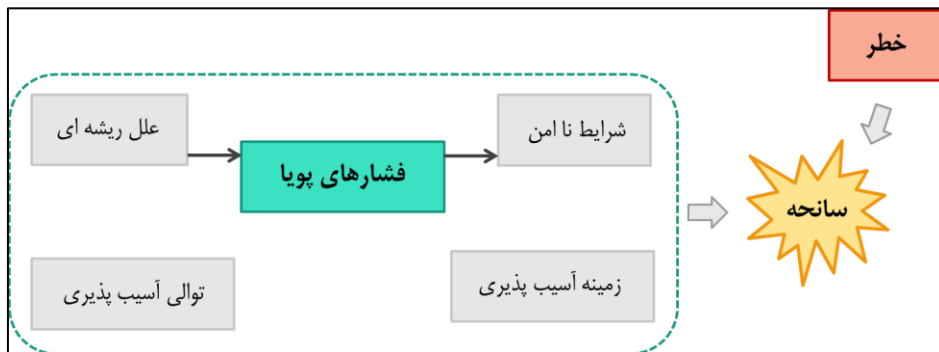 خطر
شرایط نا امن
علل ریشه ای
فشارهای پویا
سانحه
زمینه آسیب پذیری
توالی آسیب پذیری